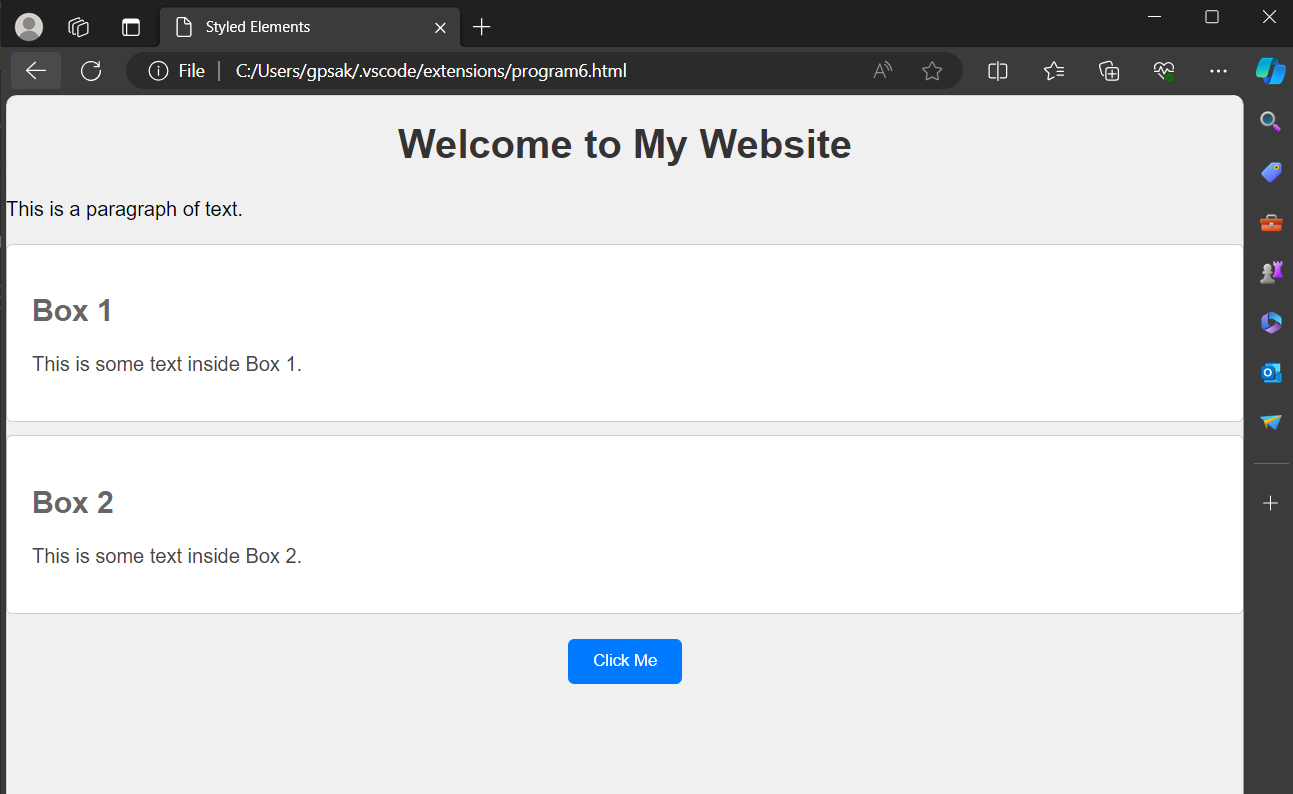 Styled Elements
File C:/Users/gpsak/.vscode/extensions/program6.html
Welcome to My Website
This is a paragraph of text.
Box 1
This is some text inside Box 1.
Box 2
This is some text inside Box 2.
Click Me